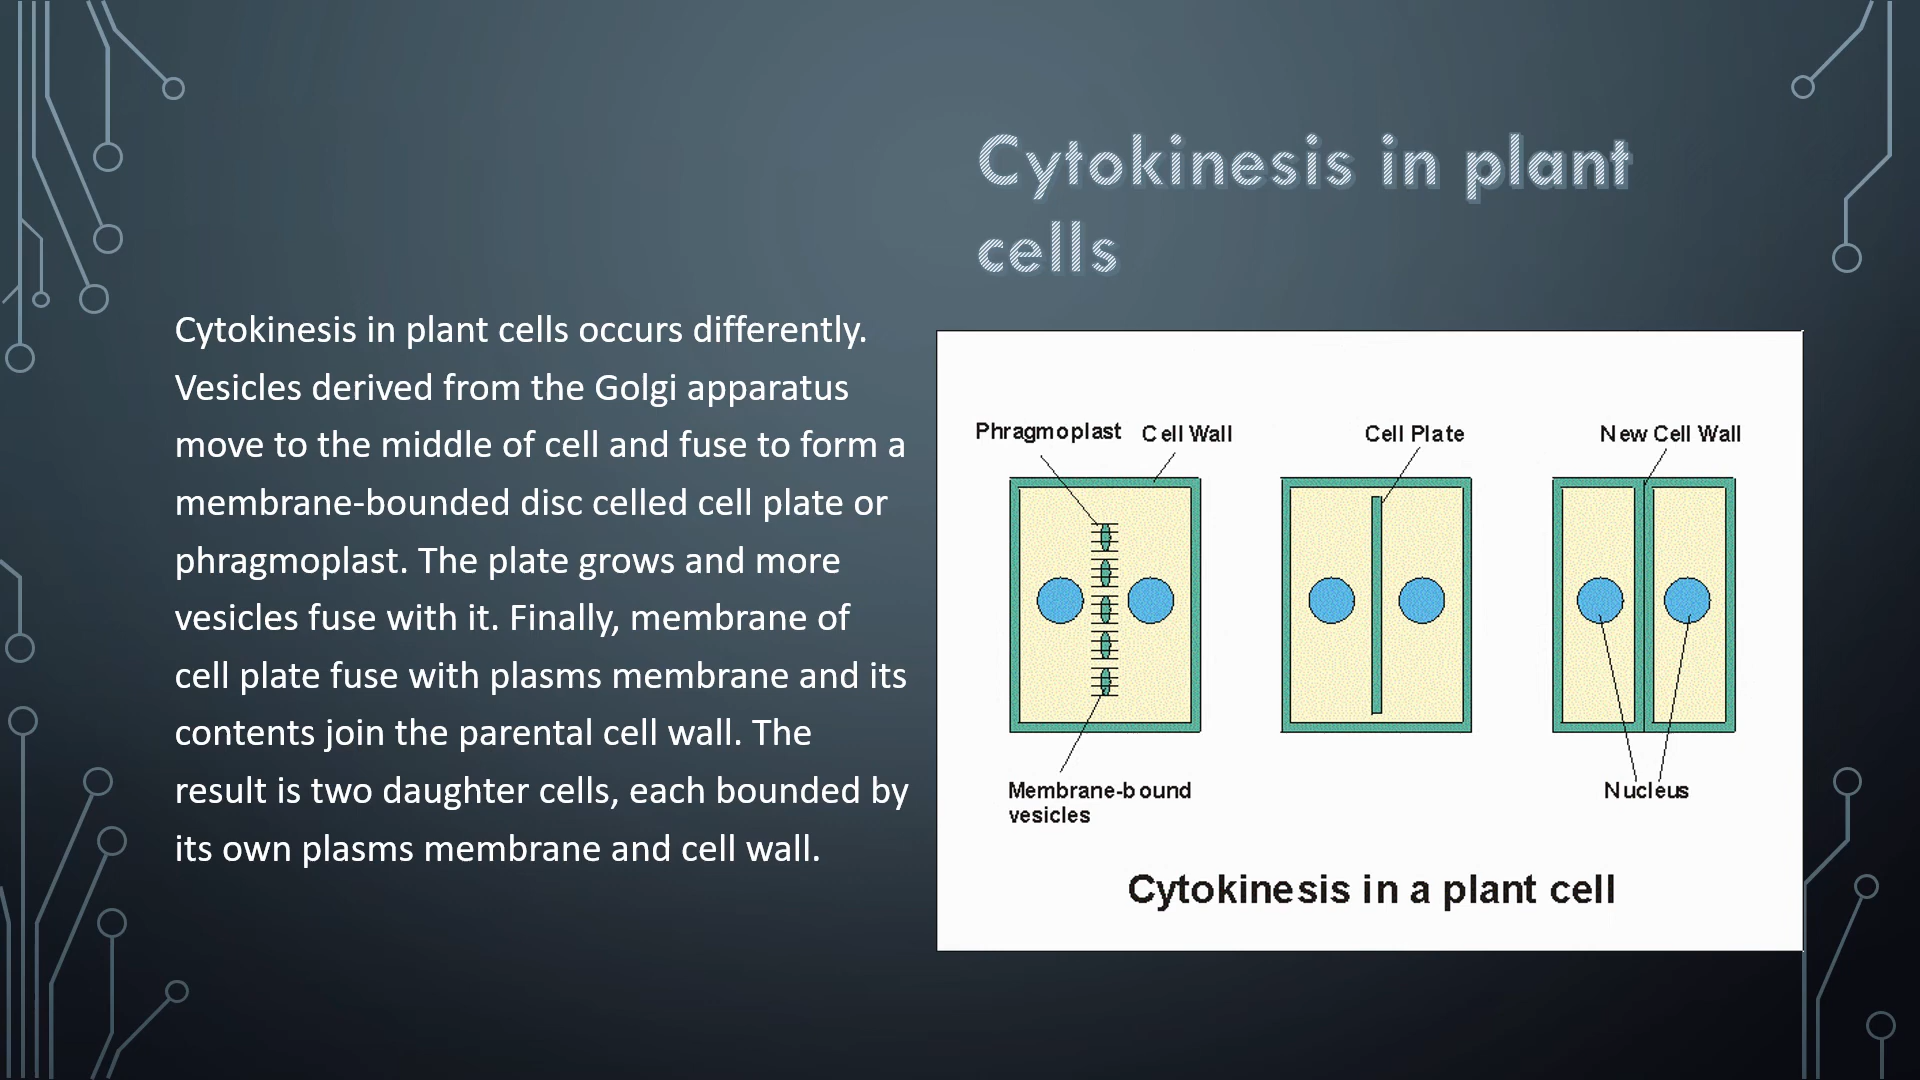 Cytokinesis in plant
cells
Cytokinesis in plant cells occurs differently.
Vesicles derived from the Golgi apparatus
move to the middle of cell and fuse to form a
membrane-bounded disc celled cell plate or
phragmoplast. The plate grows and more
vesicles fuse with it. Finally, membrane of
cell plate fuse with plasms membrane and its
contents join the parental cell wall. The
result is two daughter cells, each bounded by
its own plasms membrane and cell wall.
Phragmoplast Cell Wall
Cell Plate
New Cell Wall
Membrane-bound
vesicles
Nucleus
Cytokinesis in a plant cell